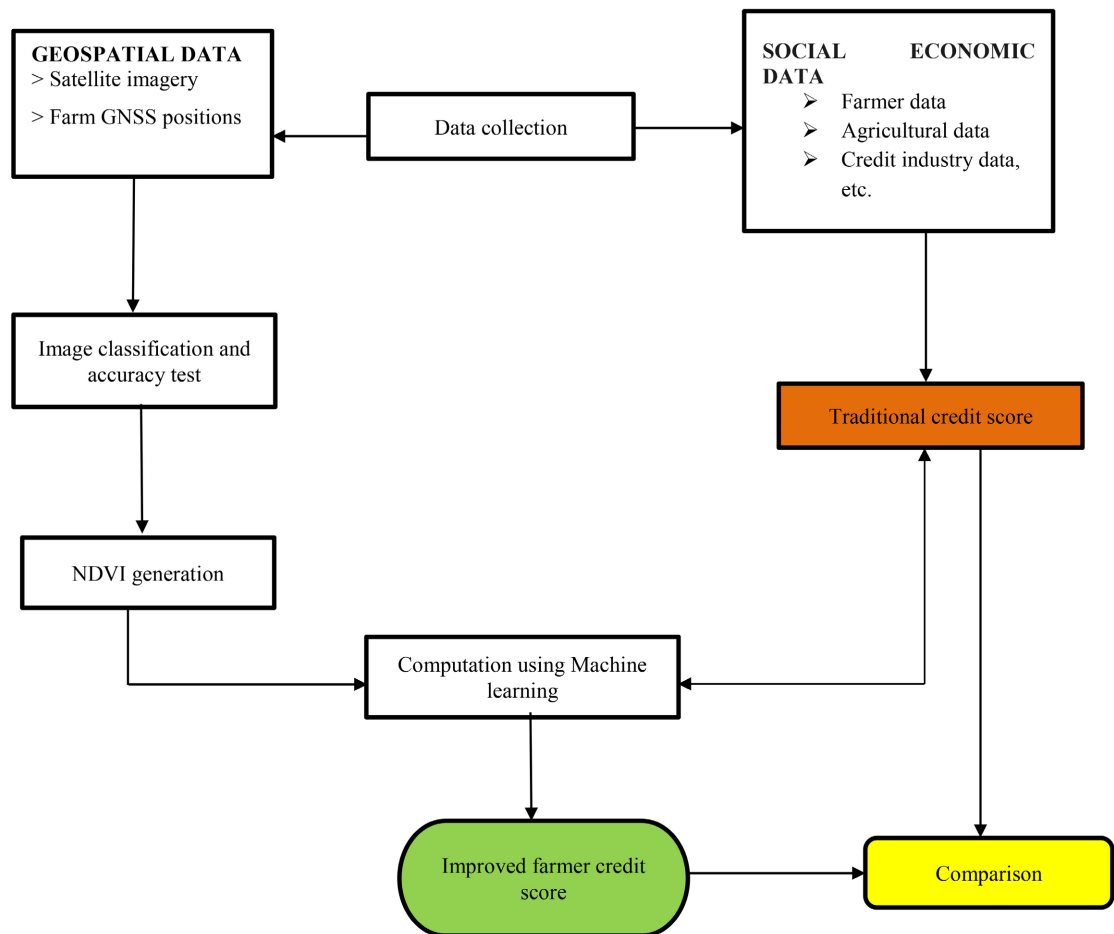 GEOSPATIAL DATA
> Satellite imagery
> Farm GNSS positions
Data collection
SOCIAL ECONOMIC
DATA
➢ Farmer data
➢ Agricultural data
➢ Credit industry data,
etc.
Image classification and
accuracy test
Traditional credit score
NDVI generation
Computation using Machine
learning
Improved farmer credit
score
Comparison